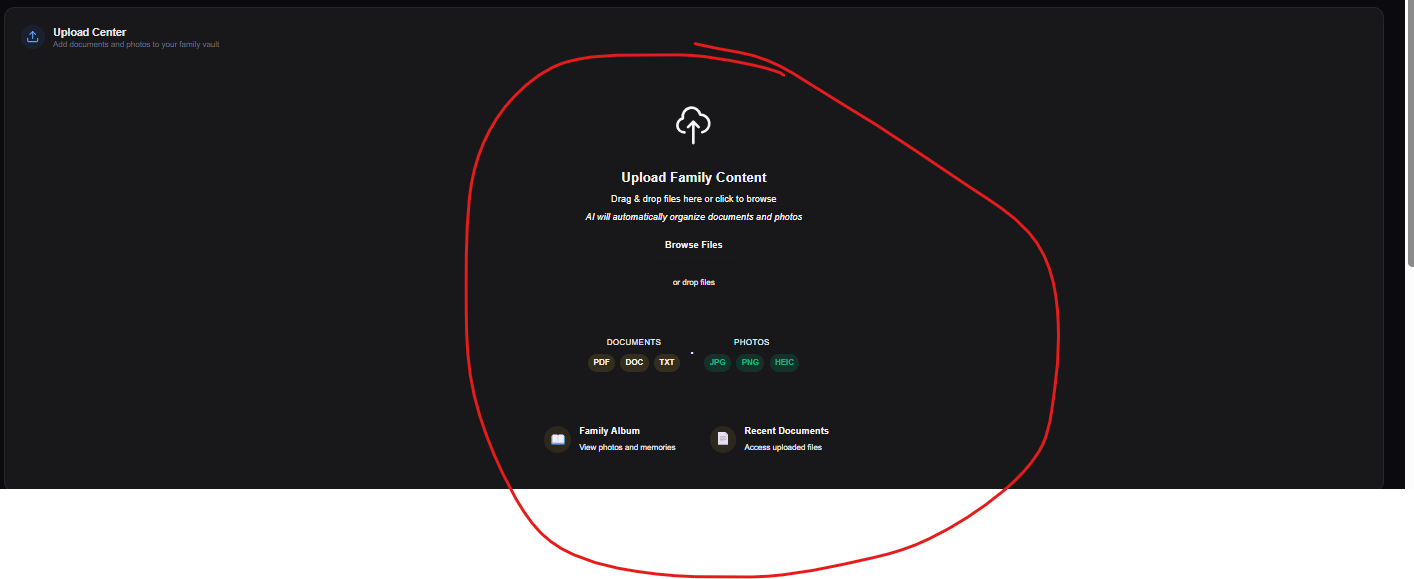 Upload Center
Add documents and photos to your family vault
Upload Family Content
Drag & drop files here or click to browse
AI will automatically organize documents and photos
Browse Files
or drop files
DOCUMENTS
PDF DOC TXT
•
PHOTOS
JPG PNG HEIC
Family Album
View photos and memories
Recent Documents
Access uploaded files